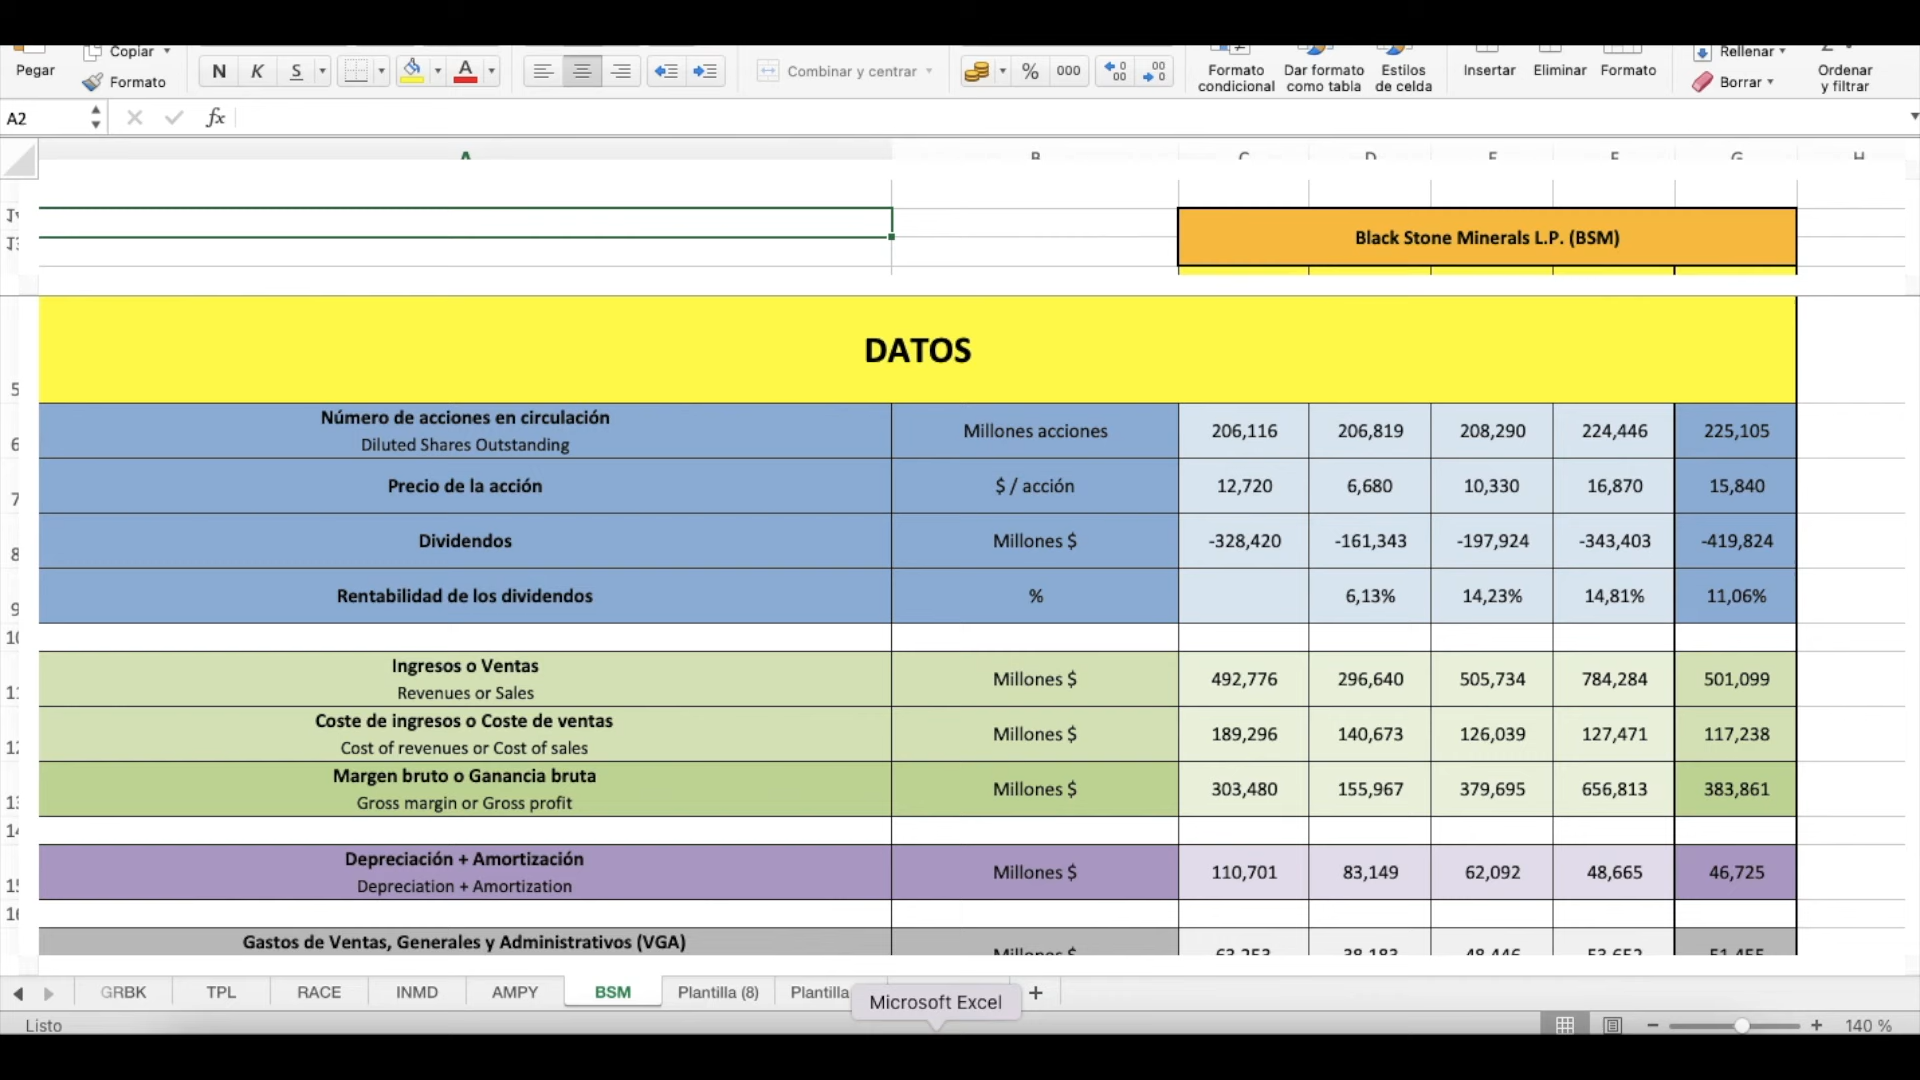 Copiar
Rellenar
Pegar
Formato
N K S
A
Combinar y centrar
% 000
Formato condicional
Dar formato como tabla
Estilos de celda
Insertar
Eliminar
Formato
Borrar
Ordenar y filtrar
A2
fx
Black Stone Minerals L.P. (BSM)
DATOS
5
6 Número de acciones en circulación
Diluted Shares Outstanding
Millones acciones 206,116 206,819 208,290 224,446 225,105
7 Precio de la acción $ / acción 12,720 6,680 10,330 16,870 15,840
8 Dividendos Millones $ -328,420 -161,343 -197,924 -343,403 -419,824
9 Rentabilidad de los dividendos % 6,13% 14,23% 14,81% 11,06%
Ingresos o Ventas
Revenues or Sales
Millones $ 492,776 296,640 505,734 784,284 501,099
Coste de ingresos o Coste de ventas
Cost of revenues or Cost of sales
Millones $ 189,296 140,673 126,039 127,471 117,238
Margen bruto o Ganancia bruta
Gross margin or Gross profit
Millones $ 303,480 155,967 379,695 656,813 383,861
Depreciación + Amortización
Depreciation + Amortization
Millones $ 110,701 83,149 62,092 48,665 46,725
Gastos de Ventas, Generales y Administrativos (VGA)
GRBK TPL RACE INMD AMPY BSM Plantilla (8) Plantilla +
Microsoft Excel
Listo
− + 140 %